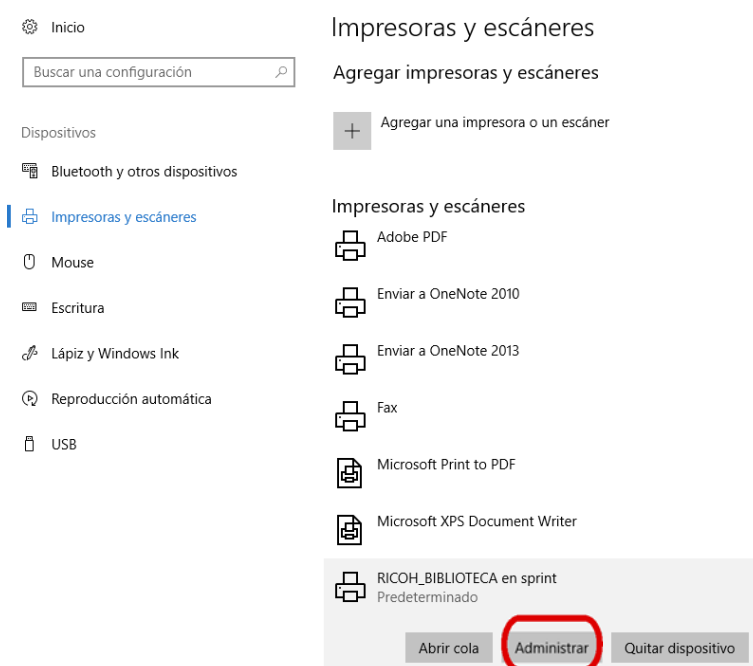 Inicio
Buscar una configuración
Dispositivos
Bluetooth y otros dispositivos
Impresoras y escáneres
Mouse
Escritura
Lápiz y Windows Ink
Reproducción automática
USB
Impresoras y escáneres
Agregar impresoras y escáneres
Agregar una impresora o un escáner
Impresoras y escáneres
Adobe PDF
Enviar a OneNote 2010
Enviar a OneNote 2013
Fax
Microsoft Print to PDF
Microsoft XPS Document Writer
RICOH_BIBLIOTECA en sprint
Predeterminado
Abrir cola Administrar Quitar dispositivo